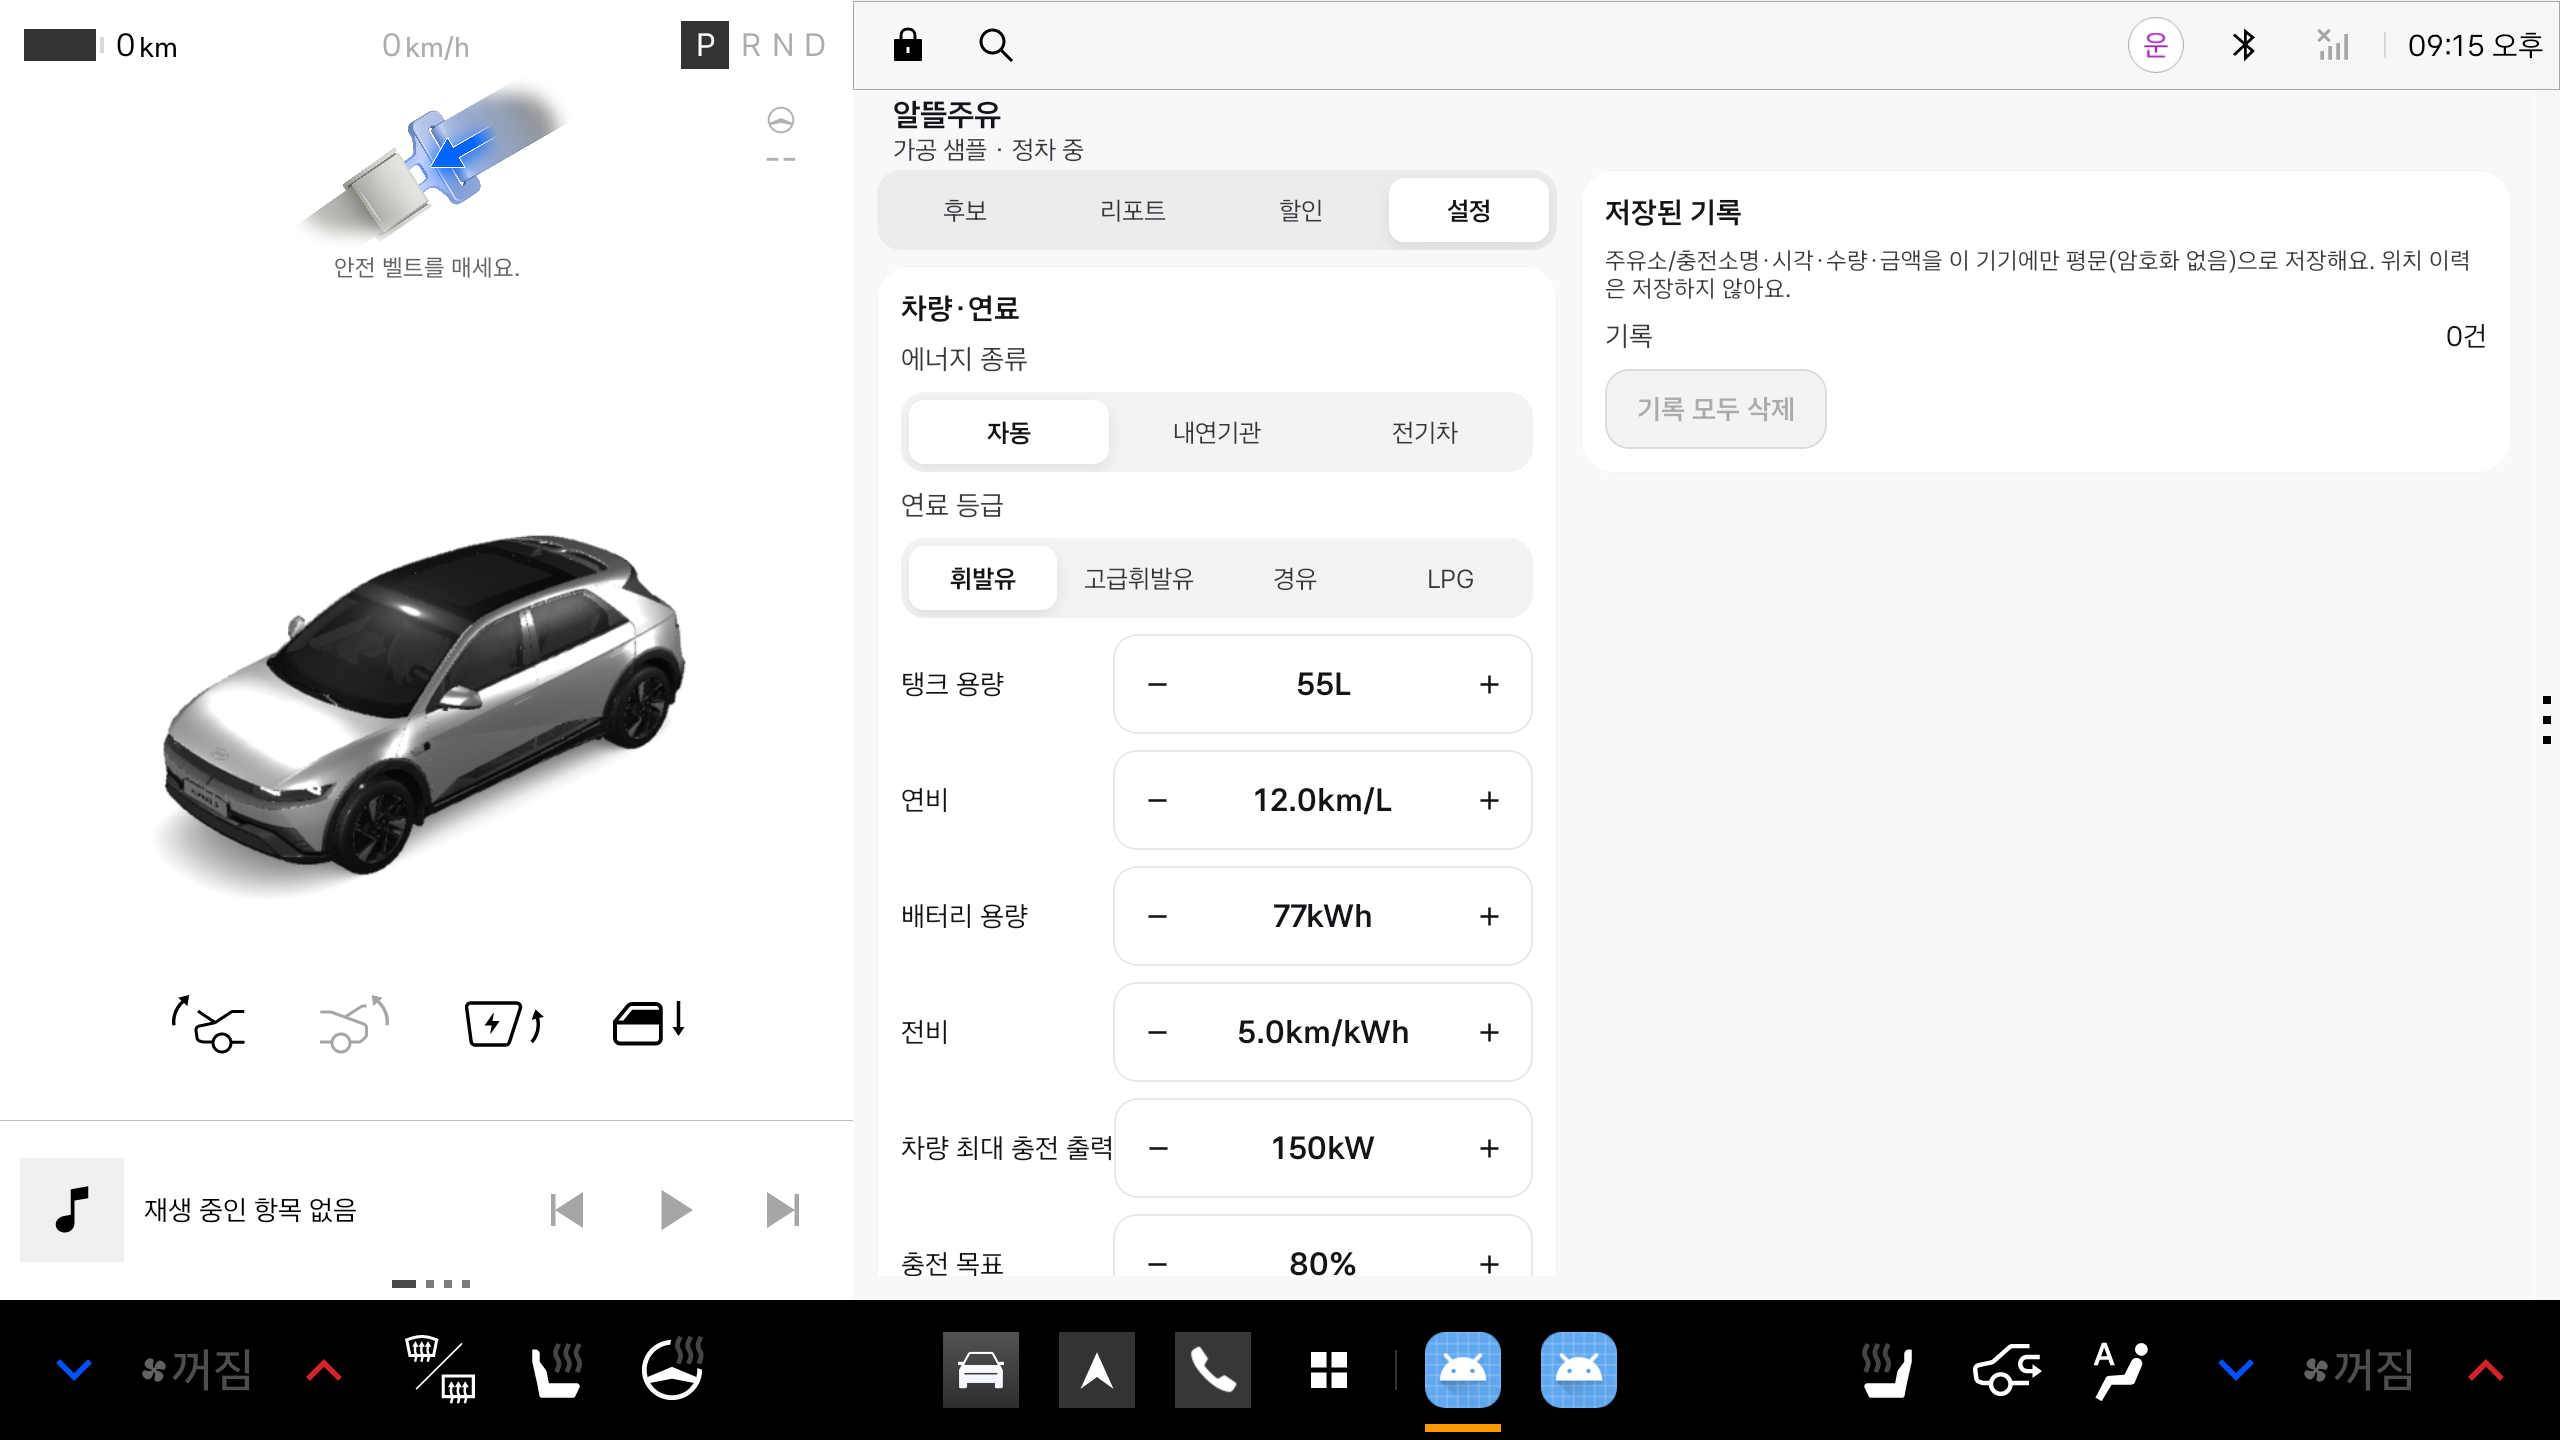 0 km
0 km/h
P R N D
운
09:15 오후
안전 벨트를 매세요.
알뜰주유
가공 샘플 · 정차 중
후보
리포트
할인
설정
차량·연료
에너지 종류
자동
내연기관
전기차
연료 등급
휘발유
고급휘발유
경유
LPG
탱크 용량
− 55L +
연비
− 12.0km/L +
배터리 용량
− 77kWh +
전비
− 5.0km/kWh +
차량 최대 충전 출력
− 150kW +
충전 목표
− 80% +
저장된 기록
주유소/충전소명·시각·수량·금액을 이 기기에만 평문(암호화 없음)으로 저장해요. 위치 이력
은 저장하지 않아요.
기록
0건
기록 모두 삭제
재생 중인 항목 없음
꺼짐
A
꺼짐